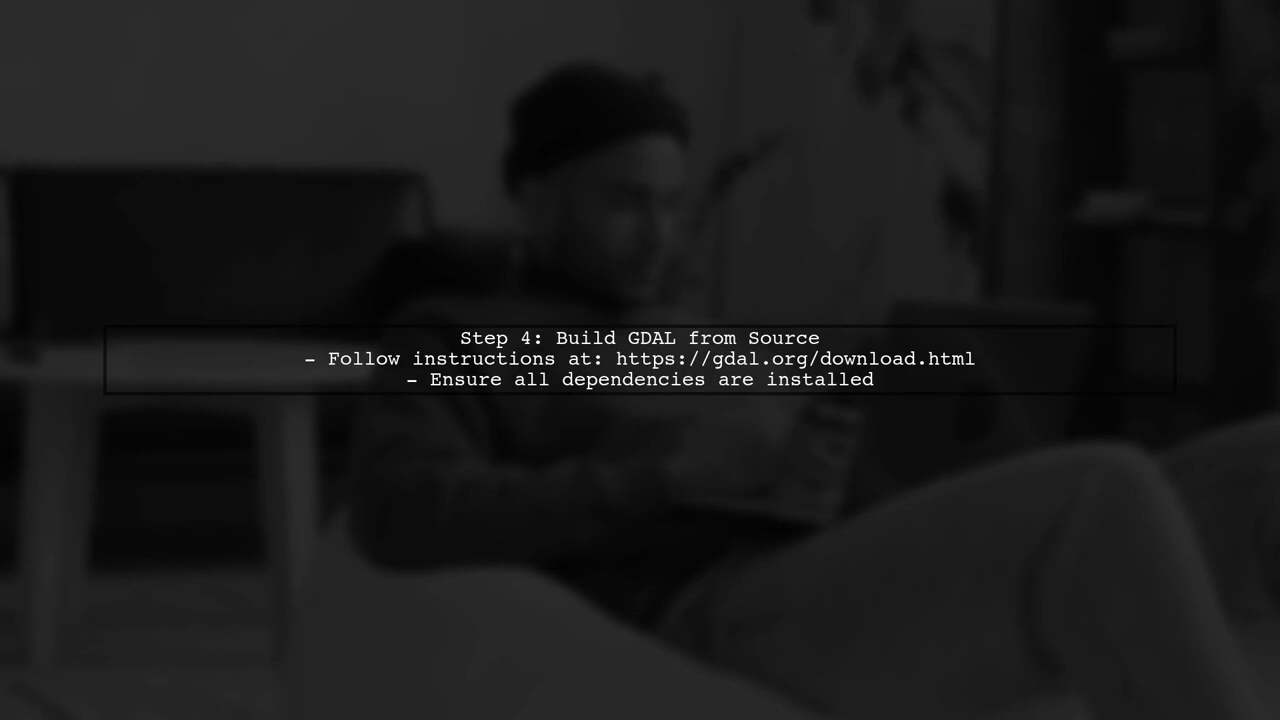 Step 4: Build GDAL from Source
- Follow instructions at: https://gdal.org/download.html
- Ensure all dependencies are installed